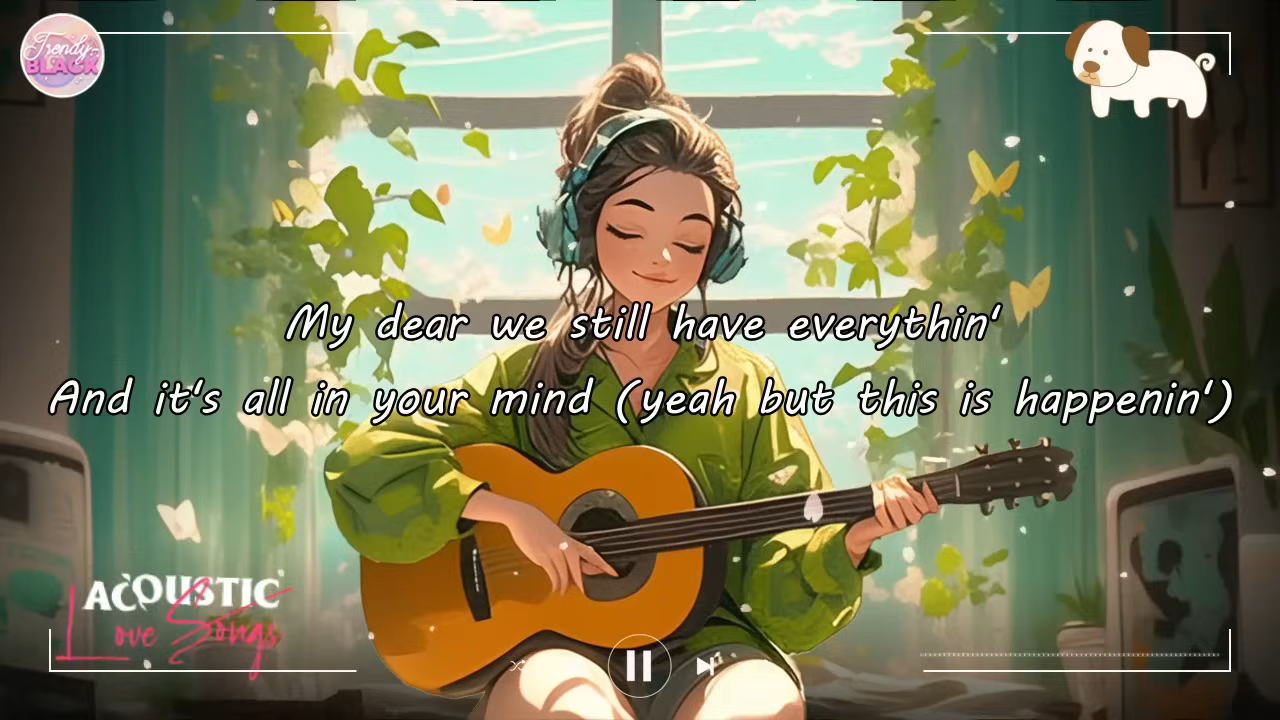 Trendy-
BLACK
My dear we still have everythin'
And it's all in your mind (yeah but this is happenin')
ACOUSTIC
Love Songs